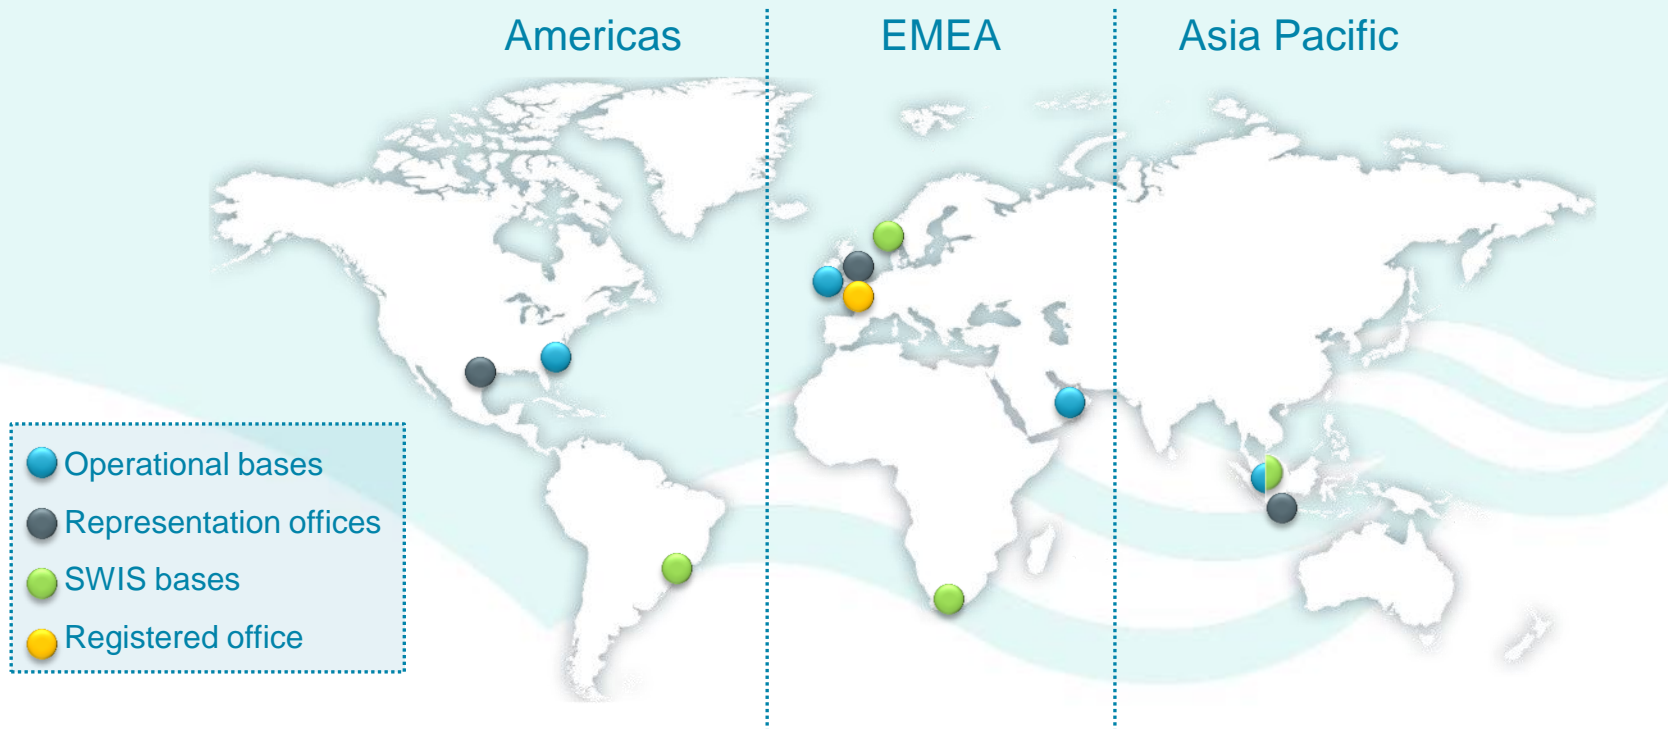 Americas
EMEA
Asia Pacific
Operational bases
Representation offices
SWIS bases
Registered office